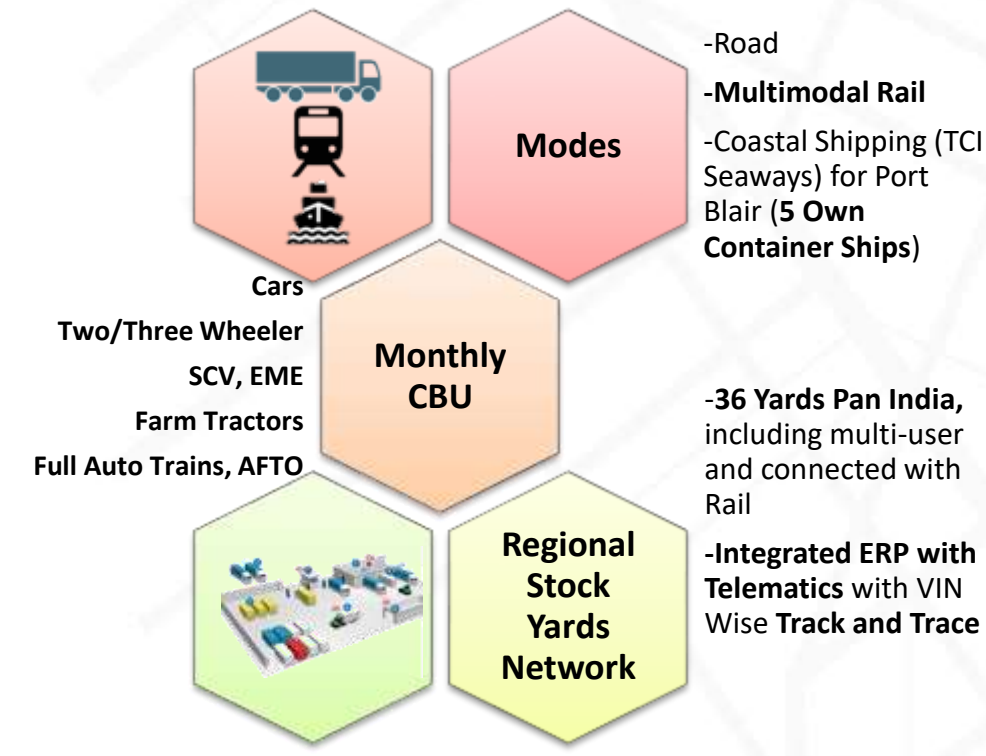 Modes
-Road
-Multimodal Rail
-Coastal Shipping (TCI
Seaways) for Port
Blair (5 Own
Container Ships)
Cars
Two/Three Wheeler
SCV, EME
Farm Tractors
Full Auto Trains, AFTO
Monthly
CBU
-36 Yards Pan India,
including multi-user
and connected with
Rail
-Integrated ERP with
Telematics with VIN
Wise Track and Trace
Regional
Stock
Yards
Network